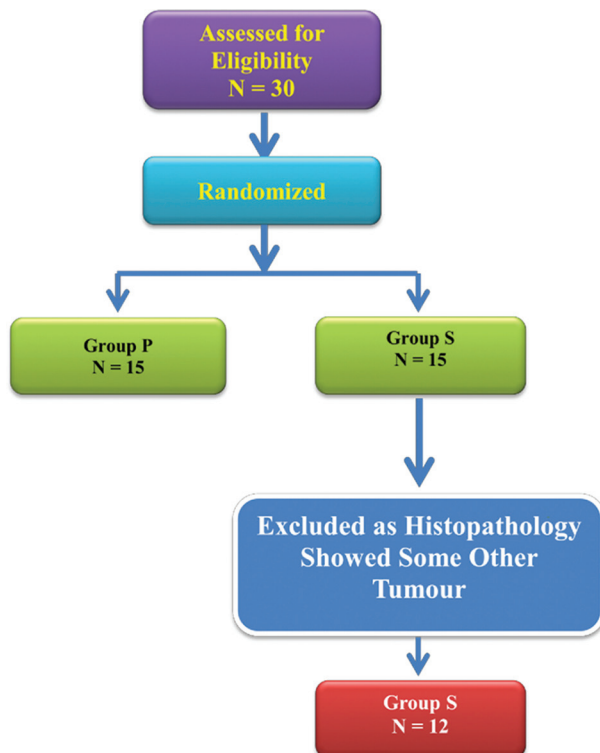 Assessed for
Eligibility
N = 30
Randomized
Group P
N = 15
Group S
N = 15
Excluded as Histopathology
Showed Some Other
Tumour
Group S
N = 12